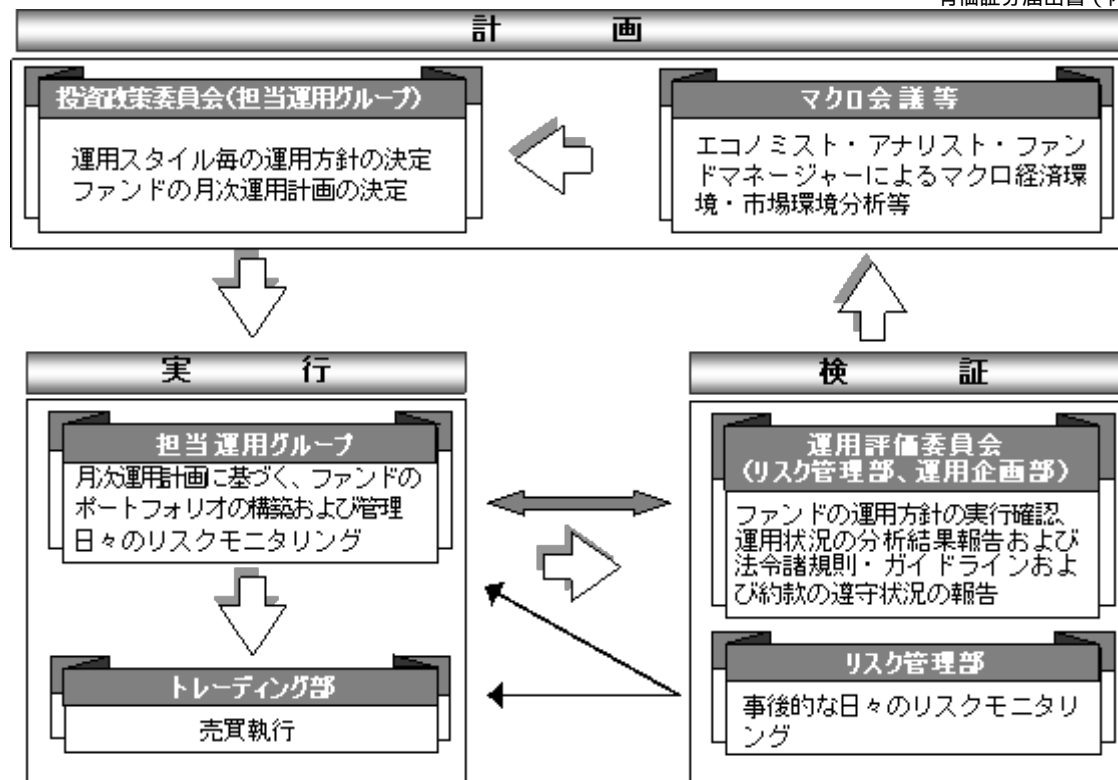 計　画
投資政策委員会(担当運用グループ)
運用スタイル毎の運用方針の決定
ファンドの月次運用計画の決定
マクロ会議等
エコノミスト・アナリスト・ファン
ドマネージャーによるマクロ経済環
境・市場環境分析等
実　行
担当運用グループ
月次運用計画に基づく、ファンドの
ポートフォリオの構築および管理
日々のリスクモニタリング
トレーディング部
売買執行
検　証
運用評価委員会
(リスク管理部、運用企画部)
ファンドの運用方針の実行確認、
運用状況の分析結果報告および
法令諸規則・ガイドラインおよ
び約款の遵守状況の報告
リスク管理部
事後的な日々のリスクモニタリ
ング